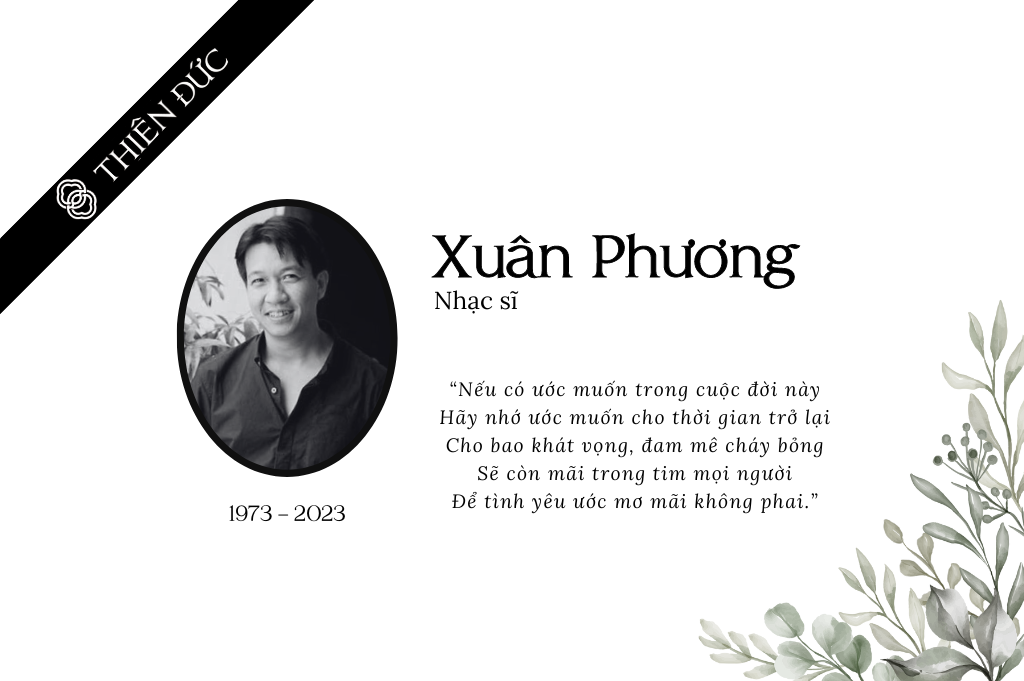 THIÊN ĐỨC
Xuân Phương
Nhạc sĩ
“Nếu có ước muốn trong cuộc đời này
Hãy nhớ ước muốn cho thời gian trở lại
Cho bao khát vọng, đam mê cháy bỏng
Sẽ còn mãi trong tim mọi người
Để tình yêu ước mơ mãi không phai.”
1973 – 2023